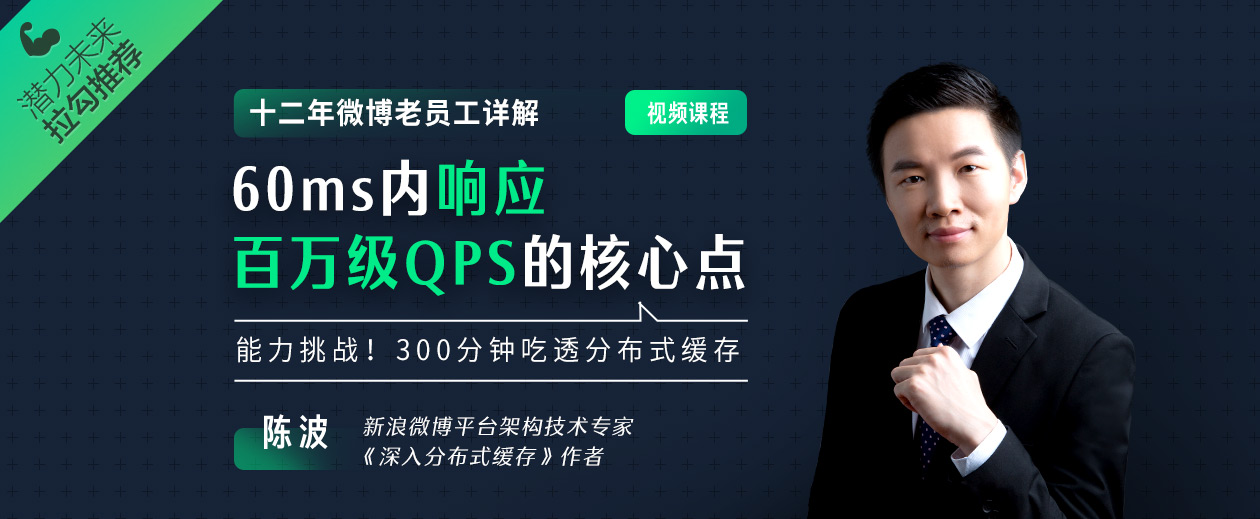 潜力未来
拉勾推荐
十二年微博老员工详解
视频课程
60ms内响应
百万级QPS的核心点
能力挑战！300分钟吃透分布式缓存
陈波
新浪微博平台架构技术专家
《深入分布式缓存》作者